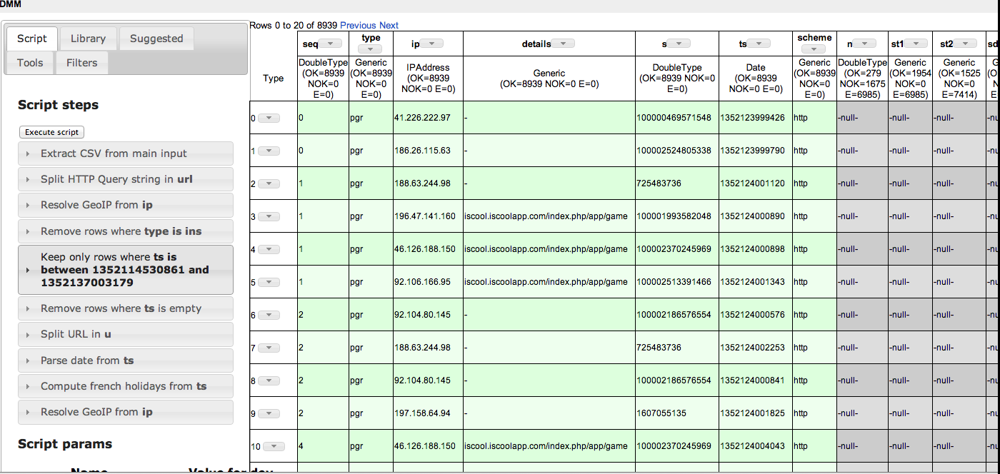 DMM
Script Library Suggested
Tools Filters
Script steps
Execute script
Extract CSV from main input
Split HTTP Query string in url
Resolve GeoIP from ip
Remove rows where type is ins
Keep only rows where ts is
between 1352114530861 and
1352137003179
Remove rows where ts is empty
Split URL in u
Parse date from ts
Compute french holidays from ts
Resolve GeoIP from ip
Script params
Name Value for dev
Rows 0 to 20 of 8939 Previous Next
seq type ip details s ts scheme n st1 st2 sd
Type
DoubleType
(OK=8939
NOK=0
E=0)
Generic
(OK=8939
NOK=0
E=0)
IPAddress
(OK=8939
NOK=0 E=0)
Generic
(OK=8939 NOK=0 E=0)
DoubleType
(OK=8939 NOK=0
E=0)
Date
(OK=8939
NOK=0 E=0)
Generic
(OK=8939
NOK=0
E=0)
DoubleType
(OK=279
NOK=1675
E=6985)
Generic
(OK=1954
NOK=0
E=6985)
Generic
(OK=1525
NOK=0
E=7414)
0 0 pgr 41.226.222.97 - 100000469571548 1352123999426 http -null- -null- -null- -nu
1 0 pgr 186.26.115.63 - 100002524805338 1352123999790 http -null- -null- -null- -nu
2 1 pgr 188.63.244.98 - 725483736 1352124001120 http -null- -null- -null- -nu
3 1 pgr 196.47.141.160 iscool.iscoolapp.com/index.php/app/game 100001993582048 1352124000890 http -null- -null- -null- -nu
4 1 pgr 46.126.188.150 iscool.iscoolapp.com/index.php/app/game 100002370245969 1352124000898 http -null- -null- -null- -nu
5 1 pgr 92.106.166.95 iscool.iscoolapp.com/index.php/app/game 100002513391466 1352124001343 http -null- -null- -null- -nu
6 2 pgr 92.104.80.145 - 100002186576554 1352124000576 http -null- -null- -null- -nu
7 2 pgr 188.63.244.98 - 725483736 1352124002253 http -null- -null- -null- -nu
8 2 pgr 92.104.80.145 - 100002186576554 1352124000841 http -null- -null- -null- -nu
9 2 pgr 197.158.64.94 - 1607055135 1352124001825 http -null- -null- -null- -nu
10 4 pgr 46.126.188.150 iscool.iscoolapp.com/index.php/app/game 100002370245969 1352124004043 http -null- -null- -null- -nu